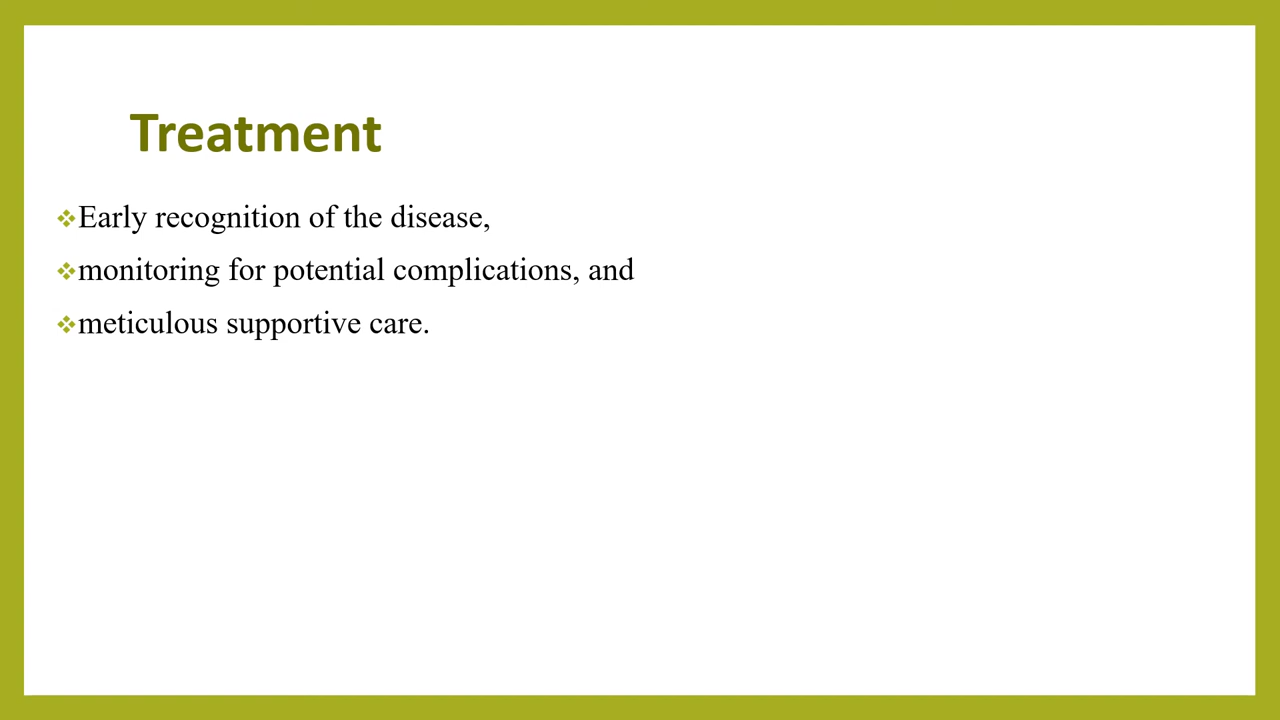 Treatment
❖Early recognition of the disease,
❖monitoring for potential complications, and
❖meticulous supportive care.